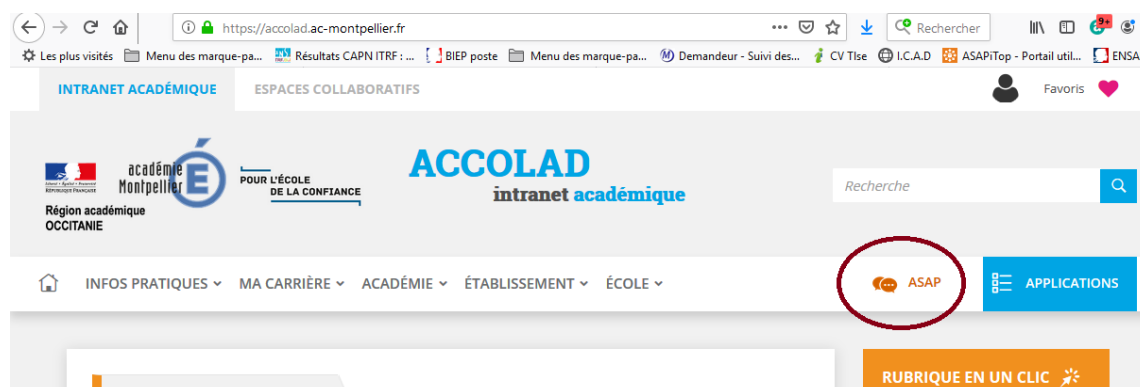 https://accolad.ac-montpellier.fr
Rechercher
9+
Les plus visités Menu des marque-pa... Résultats CAPN ITRF : ... BIEP poste Menu des marque-pa... Demandeur - Suivi des... CV TIse I.C.A.D ASAPiTop - Portail util... ENSA
INTRANET ACADÉMIQUE ESPACES COLLABORATIFS Favoris
académie
Montpellier
POUR L'ÉCOLE
DE LA CONFIANCE
Région académique
OCCITANIE
ACCOLAD
intranet académique
Recherche
INFOS PRATIQUES MA CARRIÈRE ACADÉMIE ÉTABLISSEMENT ÉCOLE ASAP APPLICATIONS
RUBRIQUE EN UN CLIC